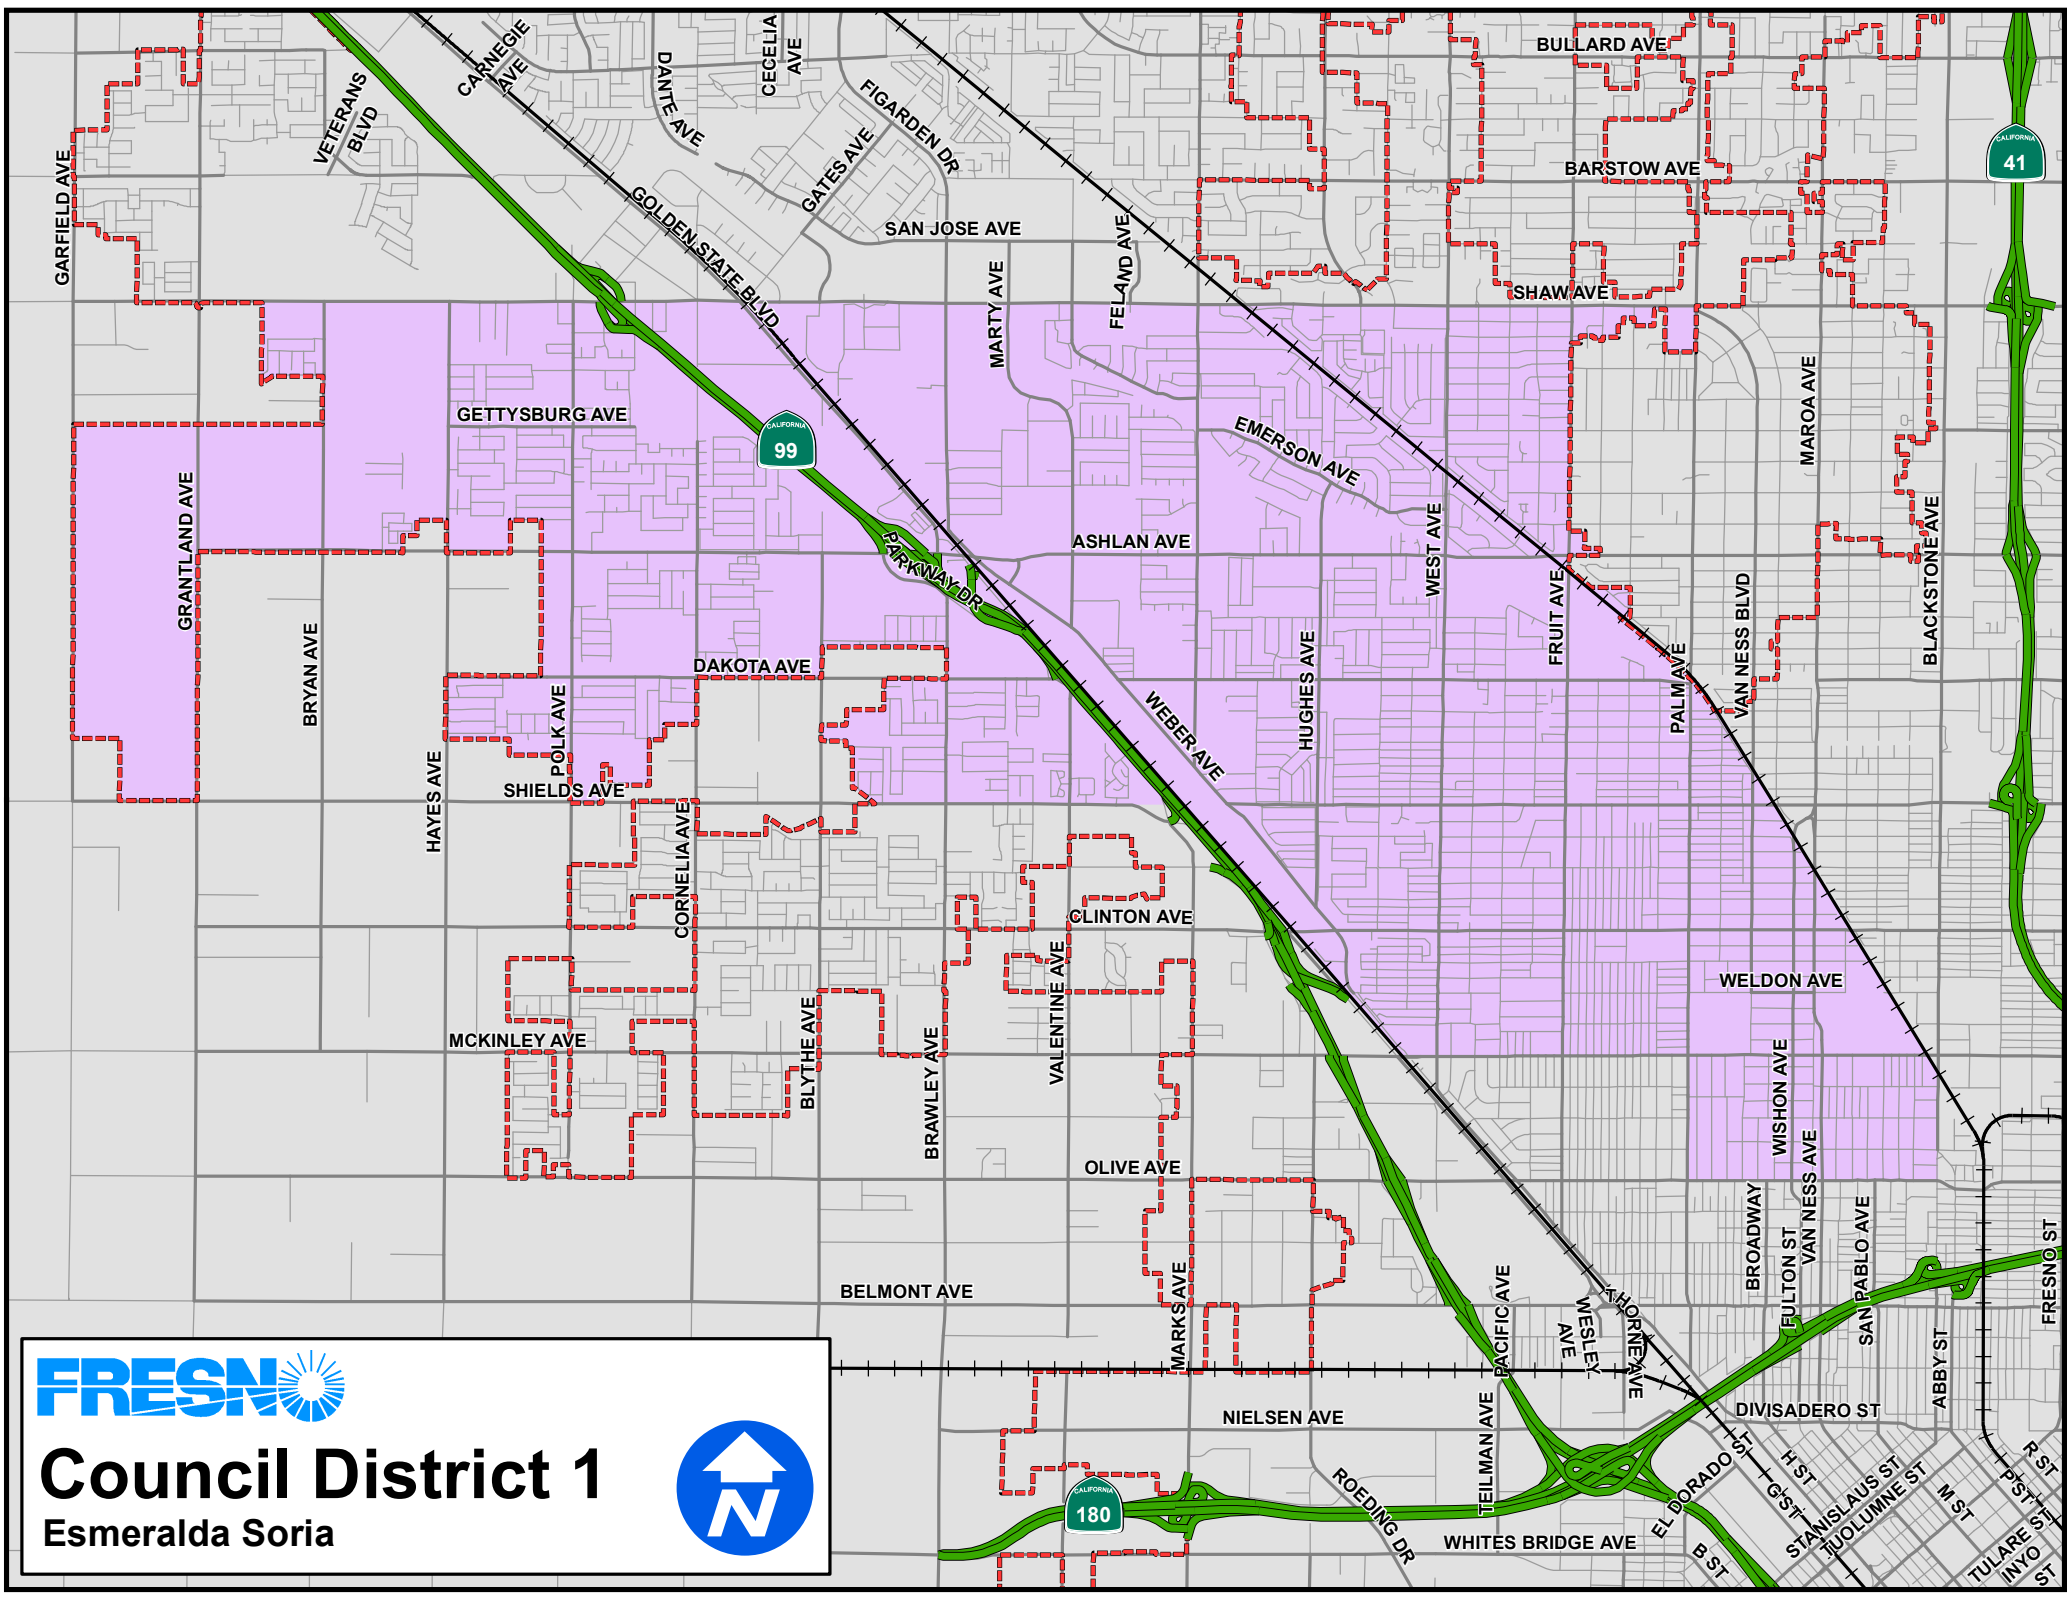 BULLARD AVE
CARNEGIE
AVE
CECELIA
AVE
DANTE AVE
FIGARDEN DR
VETERANS
BLVD
GATES AVE
CALIFORNIA
41
BARSTOW AVE
GARFIELD AVE
GOLDEN STATE BLVD
SAN JOSE AVE
FELAND AVE
MARTY AVE
SHAW AVE
MAROA AVE
GETTYSBURG AVE
CALIFORNIA
99
EMERSON AVE
GRANTLAND AVE
PARKWAY DR
ASHLAN AVE
WEST AVE
BLACKSTONE AVE
FRUIT AVE
VAN NESS BLVD
BRYAN AVE
DAKOTA AVE
HUGHES AVE
PALM AVE
POLK AVE
WEBER AVE
HAYES AVE
SHIELDS AVE
CORNELIA AVE
CLINTON AVE
VALENTINE AVE
WELDON AVE
MCKINLEY AVE
BLYTHE AVE
BRAWLEY AVE
WISHON AVE
OLIVE AVE
VAN NESS AVE
BROADWAY
SAN PABLO AVE
FULTON ST
FRESNO ST
BELMONT AVE
MARKS AVE
PACIFIC AVE
WESLEY
AVE
THORNE AVE
ABBY ST
NIELSEN AVE
DIVISADERO ST
TEILMAN AVE
ROEDING DR
CALIFORNIA
180
EL DORADO ST
H ST
G ST
STANISLAUS ST
TUOLUMNE ST
M ST
R ST
P ST
TULARE ST
INYO
ST
WHITES BRIDGE AVE
B ST
FRESNO
Council District 1
Esmeralda Soria
N